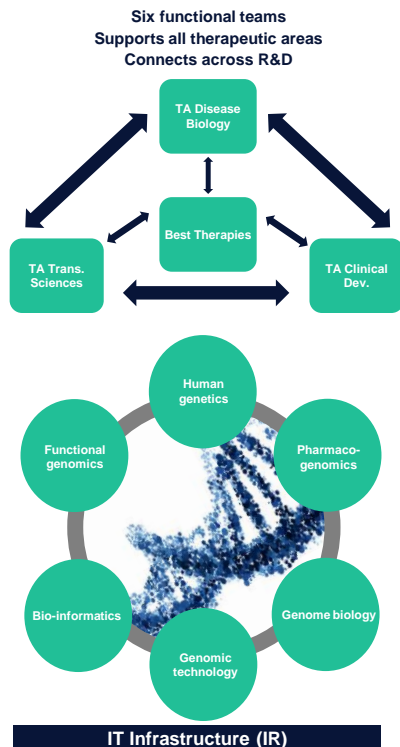 Six functional teams
Supports all therapeutic areas
Connects across R&D
TA Disease
Biology
Best Therapies
TA Trans.
Sciences
TA Clinical
Dev.
Human
genetics
Functional
genomics
Pharmaco-
genomics
Bio-informatics
Genome biology
Genomic
technology
IT Infrastructure (IR)